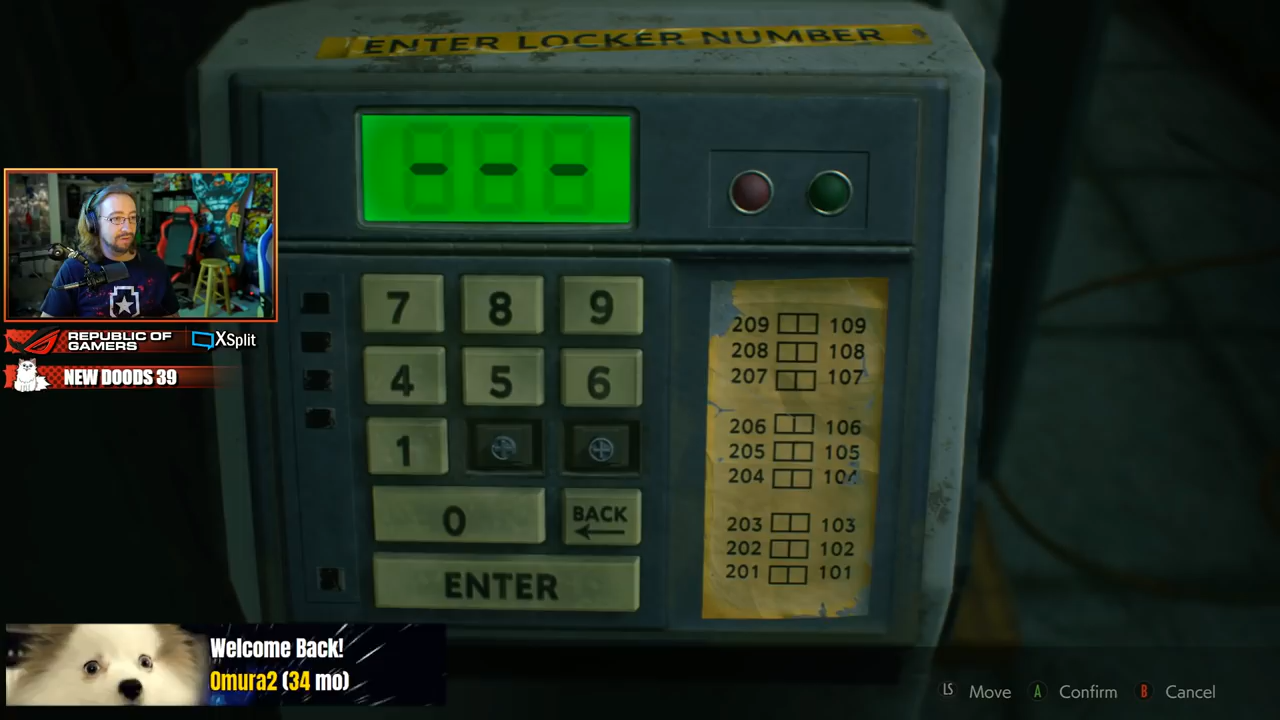 ENTER LOCKER NUMBER
- - -
7 8 9
4 5 6
1
0 BACK
ENTER
209 109
208 108
207 107
206 106
205 105
204 104
203 103
202 102
201 101
REPUBLIC OF
GAMERS
XSplit
NEW DOODS 39
Welcome Back!
Omura2 (34 mo)
LS Move A Confirm B Cancel